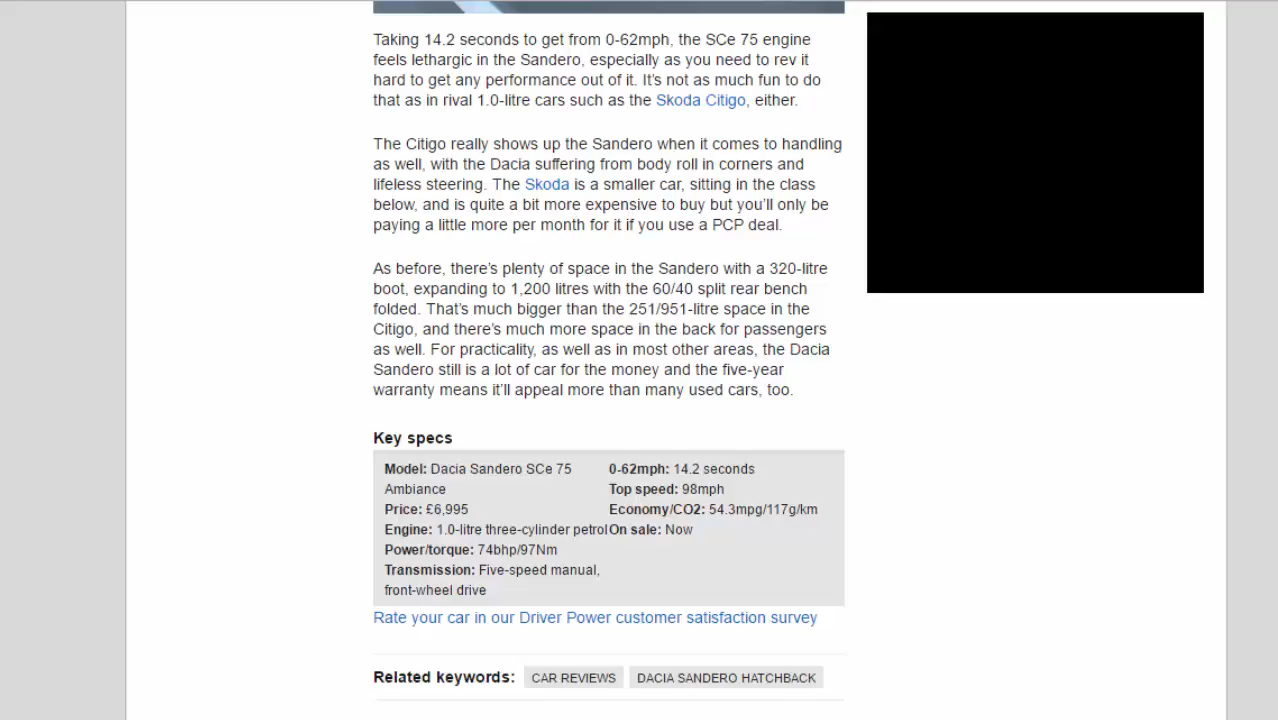 Taking 14.2 seconds to get from 0-62mph, the SCe 75 engine
feels lethargic in the Sandero, especially as you need to rev it
hard to get any performance out of it. It’s not as much fun to do
that as in rival 1.0-litre cars such as the Skoda Citigo, either.
The Citigo really shows up the Sandero when it comes to handling
as well, with the Dacia suffering from body roll in corners and
lifeless steering. The Skoda is a smaller car, sitting in the class
below, and is quite a bit more expensive to buy but you’ll only be
paying a little more per month for it if you use a PCP deal.
As before, there’s plenty of space in the Sandero with a 320-litre
boot, expanding to 1,200 litres with the 60/40 split rear bench
folded. That’s much bigger than the 251/951-litre space in the
Citigo, and there’s much more space in the back for passengers
as well. For practicality, as well as in most other areas, the Dacia
Sandero still is a lot of car for the money and the five-year
warranty means it’ll appeal more than many used cars, too.
Key specs
Model: Dacia Sandero SCe 75
Ambiance
Price: £6,995
Engine: 1.0-litre three-cylinder petrol
Power/torque: 74bhp/97Nm
Transmission: Five-speed manual,
front-wheel drive
0-62mph: 14.2 seconds
Top speed: 98mph
Economy/CO2: 54.3mpg/117g/km
On sale: Now
Rate your car in our Driver Power customer satisfaction survey
Related keywords: CAR REVIEWS DACIA SANDERO HATCHBACK